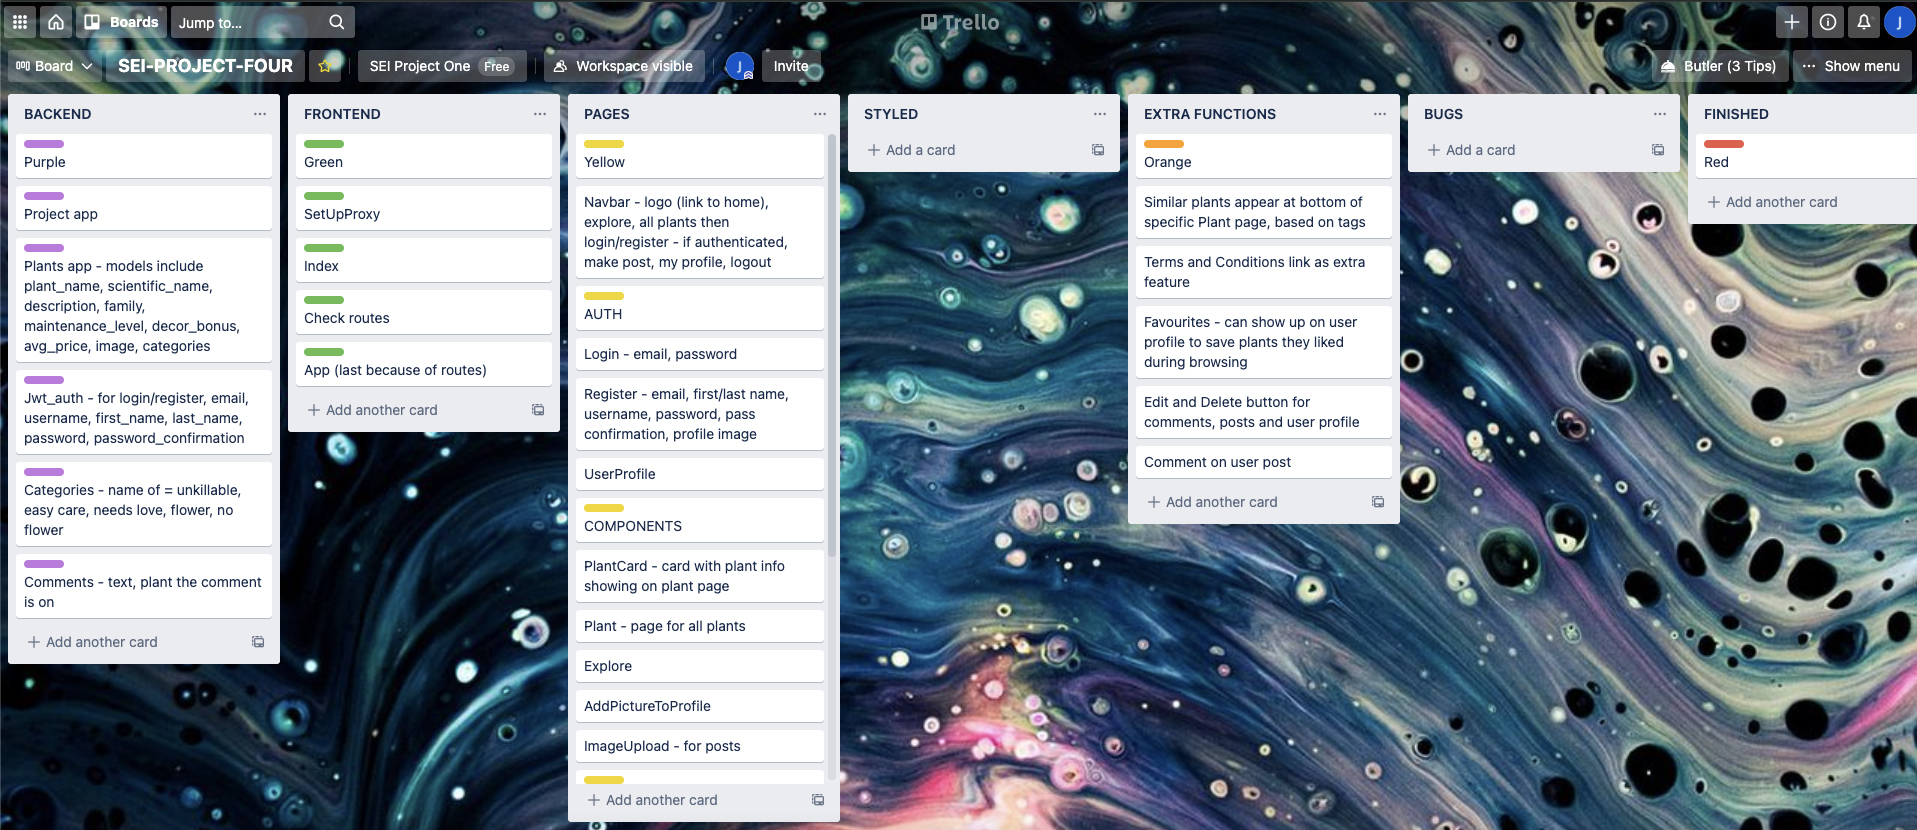 Boards
Jump to...
Trello
J
Board
SEI-PROJECT-FOUR
SEI Project One
Free
Workspace visible
J
Invite
Butler (3 Tips)
Show menu
BACKEND
Purple
Project app
Plants app - models include
plant_name, scientific_name,
description, family,
maintenance_level, decor_bonus,
avg_price, image, categories
Jwt_auth - for login/register, email,
username, first_name, last_name,
password, password_confirmation
Categories - name of = unkillable,
easy care, needs love, flower, no
flower
Comments - text, plant the comment
is on
Add another card
FRONTEND
Green
SetUpProxy
Index
Check routes
App (last because of routes)
Add another card
PAGES
Yellow
Navbar - logo (link to home),
explore, all plants then
login/register - if authenticated,
make post, my profile, logout
AUTH
Login - email, password
Register - email, first/last name,
username, password, pass
confirmation, profile image
UserProfile
COMPONENTS
PlantCard - card with plant info
showing on plant page
Plant - page for all plants
Explore
AddPictureToProfile
ImageUpload - for posts
Add another card
STYLED
Add a card
EXTRA FUNCTIONS
Orange
Similar plants appear at bottom of
specific Plant page, based on tags
Terms and Conditions link as extra
feature
Favourites - can show up on user
profile to save plants they liked
during browsing
Edit and Delete button for
comments, posts and user profile
Comment on user post
Add another card
BUGS
Add a card
FINISHED
Red
Add another card